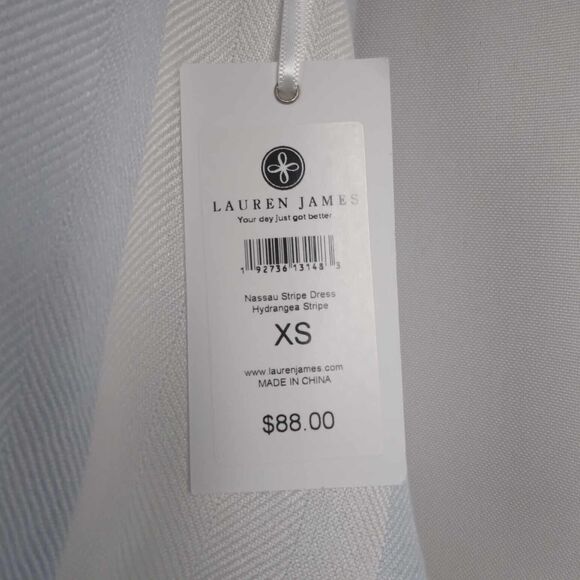 LAUREN JAMES
Your day just got better.
1 92736 13148 3
Nassau Stripe Dress
Hydrangea Stripe
XS
www.laurenjames.com
MADE IN CHINA
$88.00